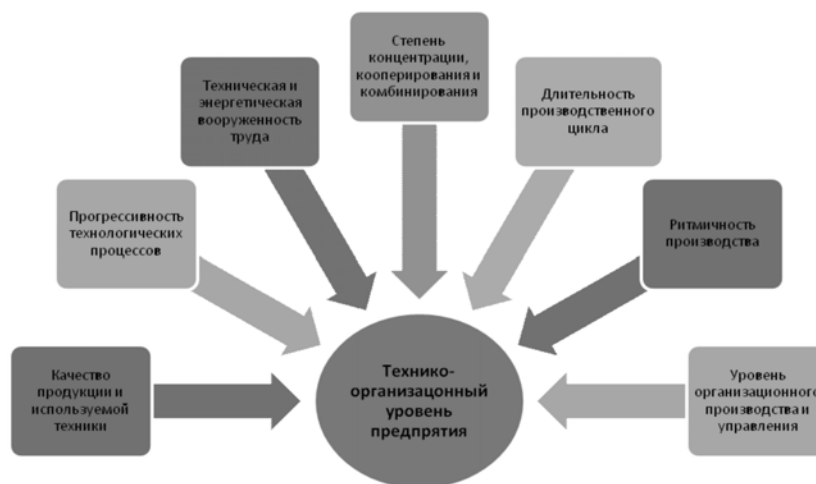 Степень
концентрации,
кооперирования и
комбинирования
Техническая и
энергетическая
вооруженность
труда
Длительность
производственного
цикла
Прогрессивность
технологических
процессов
Ритмичность
производства
Качество
продукции и
используемой
техники
Технико-
организацонный
уровень
предпрятия
Уровень
организационного
производства и
управления